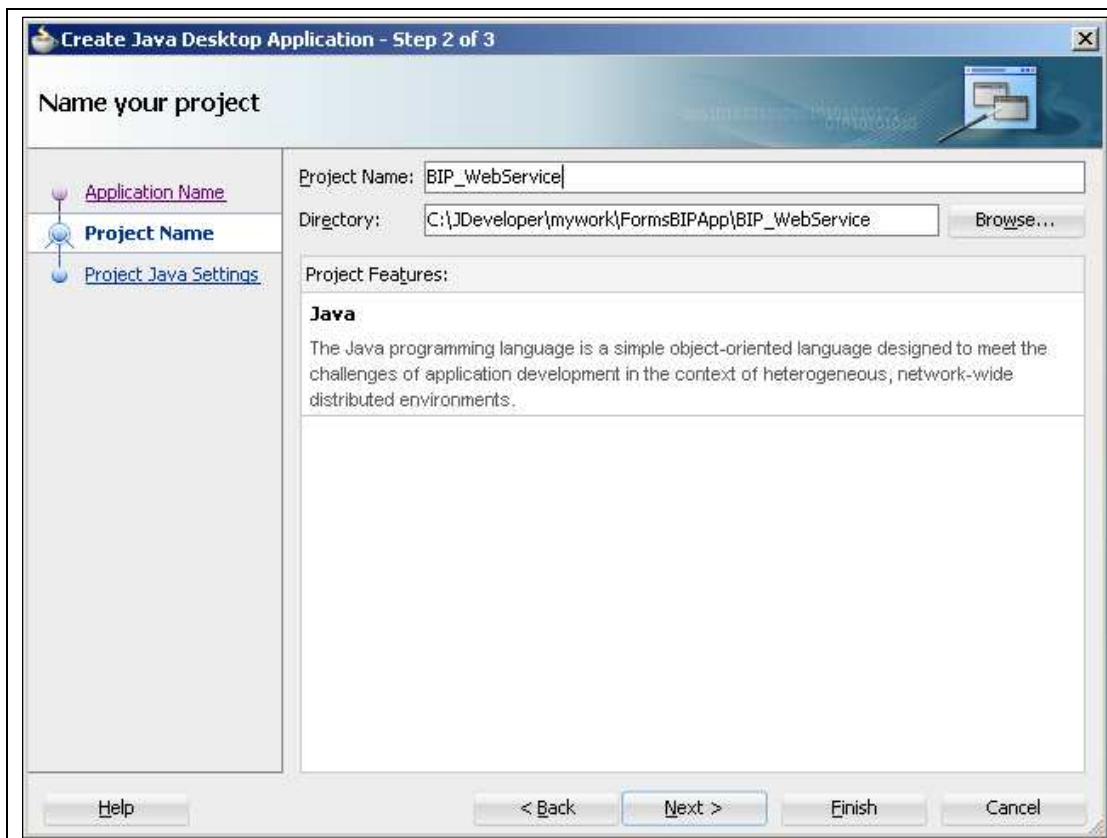 Create Java Desktop Application - Step 2 of 3
Name your project
Application Name
Project Name
Project Java Settings
Project Name: BIP_WebService
Directory: C:\JDeveloper\mywork\FormsBIPApp\BIP_WebService Browse...
Project Features:
Java
The Java programming language is a simple object-oriented language designed to meet the
challenges of application development in the context of heterogeneous, network-wide
distributed environments.
Help < Back Next > Finish Cancel